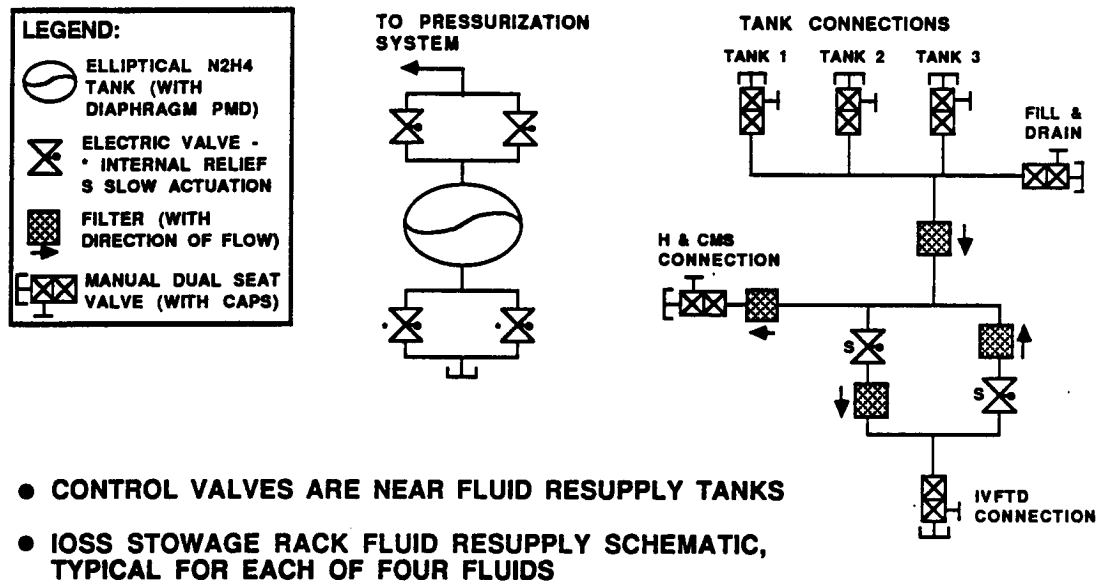 LEGEND:
ELLIPTICAL N2H4
TANK (WITH
DIAPHRAGM PMD)
ELECTRIC VALVE -
* INTERNAL RELIEF
S SLOW ACTUATION
FILTER (WITH
DIRECTION OF FLOW)
MANUAL DUAL SEAT
VALVE (WITH CAPS)
TO PRESSURIZATION
SYSTEM
*
*
TANK CONNECTIONS
TANK 1 TANK 2 TANK 3
FILL &
DRAIN
H & CMS
CONNECTION
S
S
IVFTD
CONNECTION
● CONTROL VALVES ARE NEAR FLUID RESUPPLY TANKS
● IOSS STOWAGE RACK FLUID RESUPPLY SCHEMATIC,
TYPICAL FOR EACH OF FOUR FLUIDS